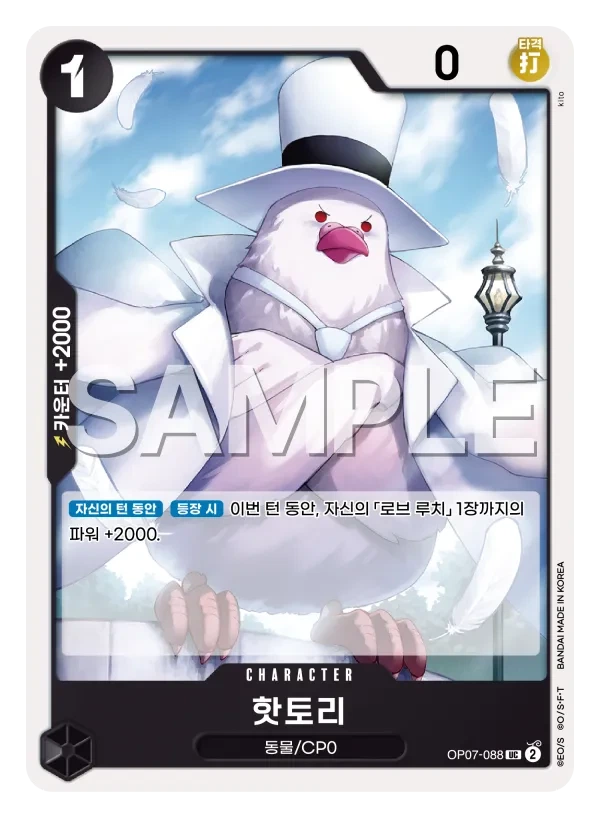 1
0
타격
打
kito
⚡카운터 +2000
SAMPLE
자신의 턴 동안 등장 시 이번 턴 동안, 자신의 「로브 루치」 1장까지의
파워 +2000.
CHARACTER
핫토리
동물/CP0
OP07-088 UC 2
©E.O/S ©O/S·F·T BANDAI MADE IN KOREA